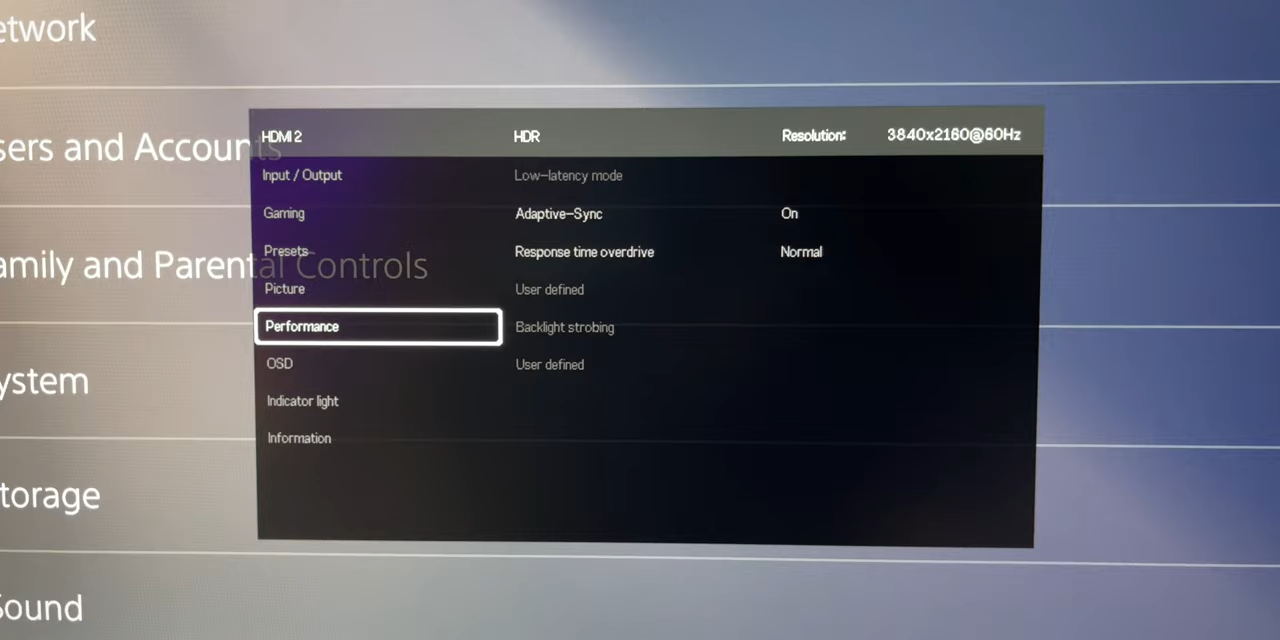 etwork
sers and Accounts
amily and Parental Controls
ystem
torage
Sound
HDMI 2 HDR Resolution: 3840x2160@60Hz
Input / Output Low-latency mode
Gaming Adaptive-Sync On
Presets Response time overdrive Normal
Picture User defined
Performance Backlight strobing
OSD User defined
Indicator light
Information